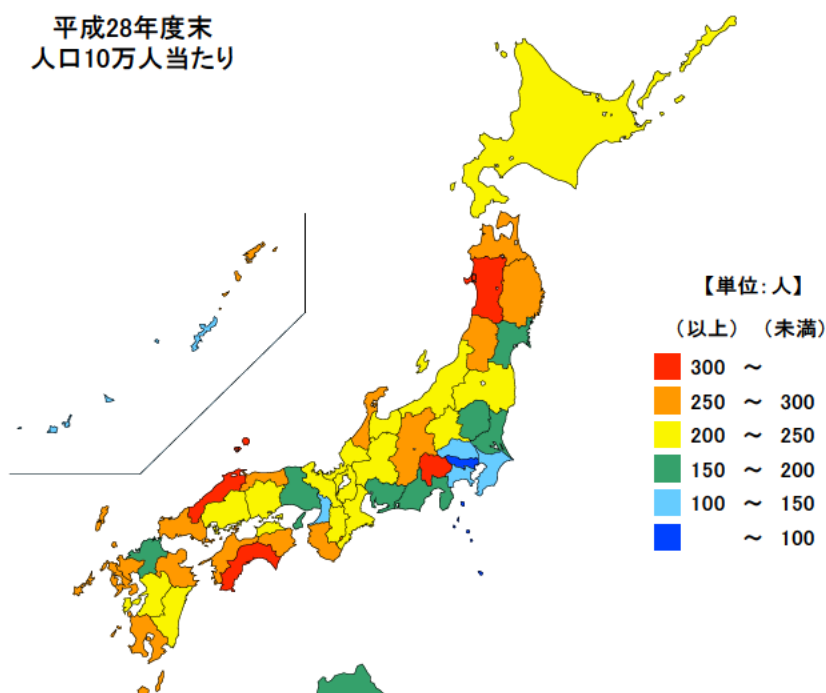 平成28年度末
人口10万人当たり
【単位:人】
(以上) (未満)
300 ~
250 ~ 300
200 ~ 250
150 ~ 200
100 ~ 150
~ 100